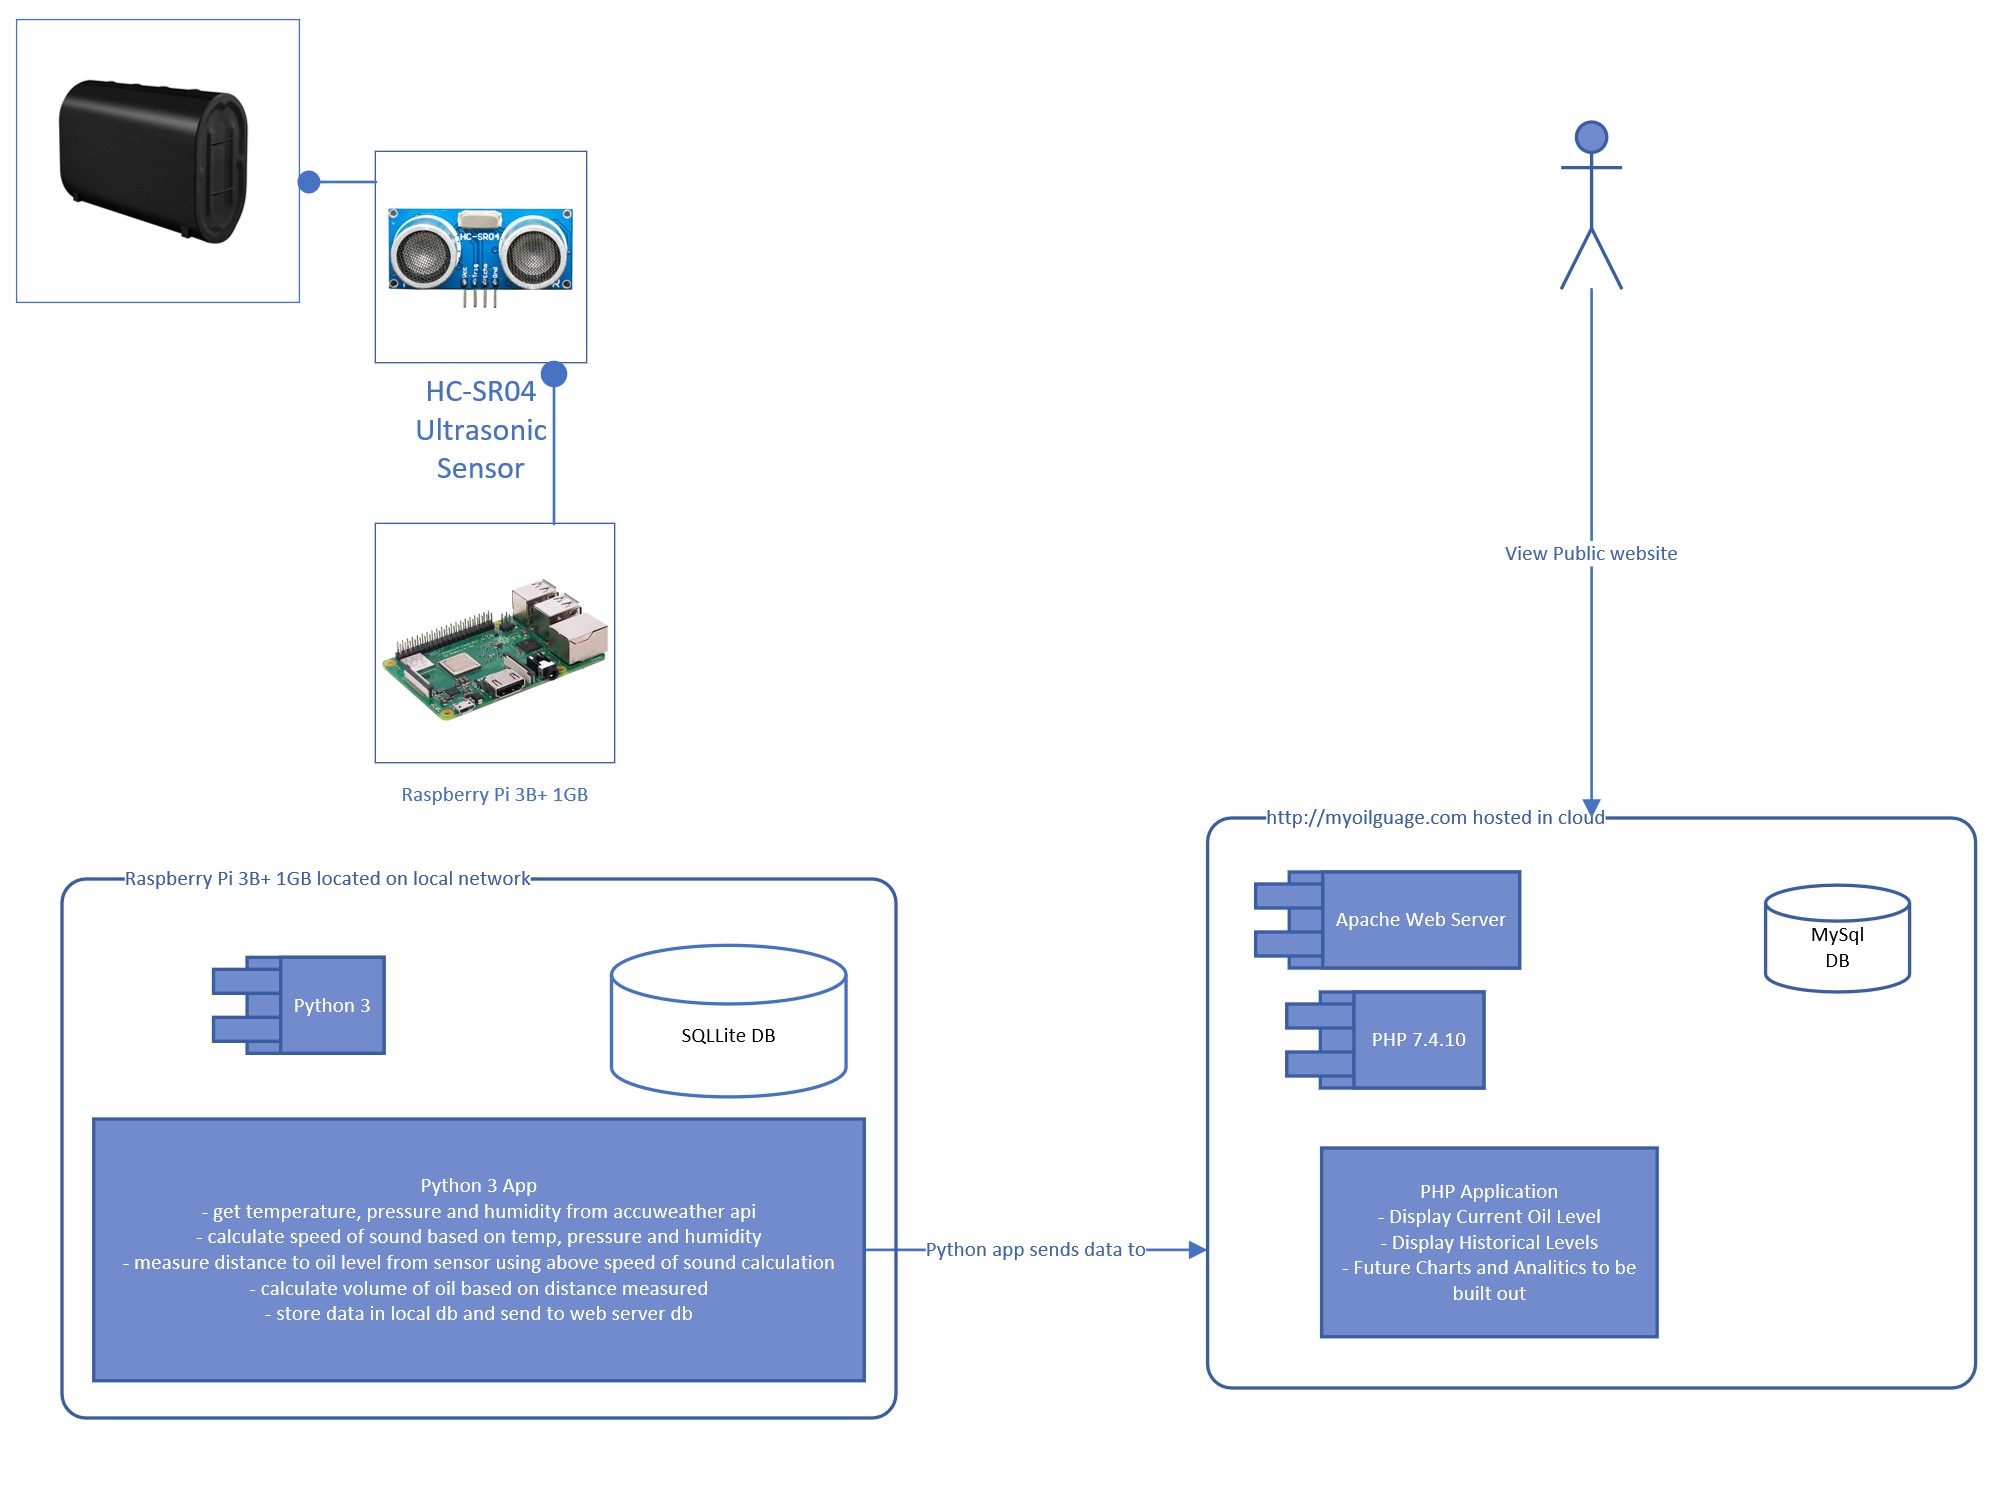 HC-SR04
Vcc
Trig
Echo
Gnd
HC-SR04
Ultrasonic
Sensor
Raspberry Pi 3B+ 1GB
View Public website
Raspberry Pi 3B+ 1GB located on local network
Python 3
SQLLite DB
Python 3 App
- get temperature, pressure and humidity from accuweather api
- calculate speed of sound based on temp, pressure and humidity
- measure distance to oil level from sensor using above speed of sound calculation
- calculate volume of oil based on distance measured
- store data in local db and send to web server db
Python app sends data to
http://myoilguage.com hosted in cloud
Apache Web Server
MySql
DB
PHP 7.4.10
PHP Application
- Display Current Oil Level
- Display Historical Levels
- Future Charts and Analitics to be
built out